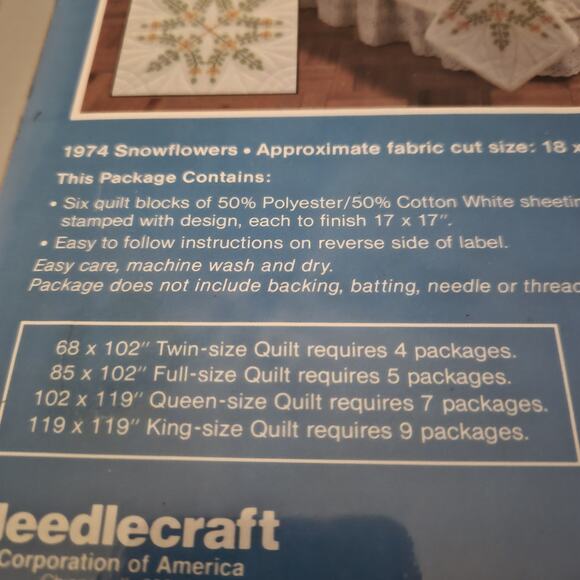 1974 Snowflowers • Approximate fabric cut size: 18 x
This Package Contains:
• Six quilt blocks of 50% Polyester/50% Cotton White
stamped with design, each to finish 17 x 17".
• Easy to follow instructions on reverse side of label.
Easy care, machine wash and dry.
Package does not include backing, batting, needle or
68 x 102" Twin-size Quilt requires 4 packages.
85 x 102" Full-size Quilt requires 5 packages.
102 x 119" Queen-size Quilt requires 7 packages.
119 x 119" King-size Quilt requires 9 packages.
eedlecraft
Corporation of America